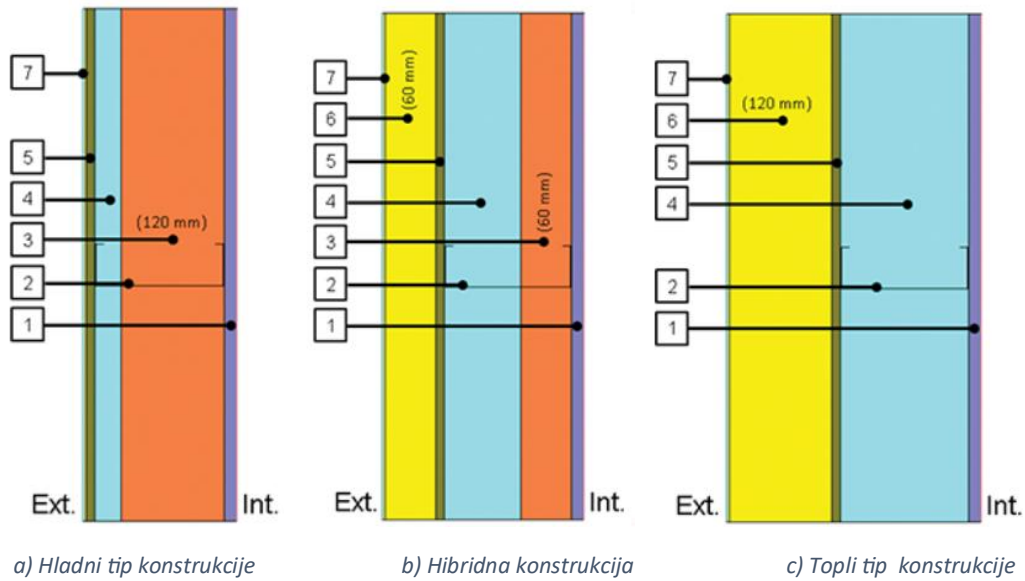 7
5
4
(120 mm)
3
2
1
Ext.
Int.
a) Hladni tip konstrukcije
7
(60 mm)
6
5
4
(60 mm)
3
2
1
Ext.
Int.
b) Hibridna konstrukcija
7
(120 mm)
6
5
4
2
1
Ext.
Int.
c) Topli tip konstrukcije